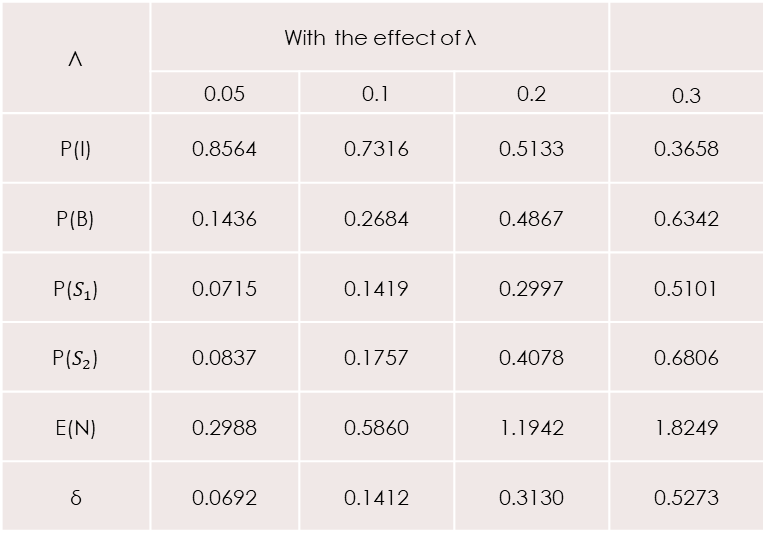 Λ With the effect of λ
0.05 0.1 0.2 0.3
P(I) 0.8564 0.7316 0.5133 0.3658
P(B) 0.1436 0.2684 0.4867 0.6342
P(S₁) 0.0715 0.1419 0.2997 0.5101
P(S₂) 0.0837 0.1757 0.4078 0.6806
E(N) 0.2988 0.5860 1.1942 1.8249
δ 0.0692 0.1412 0.3130 0.5273